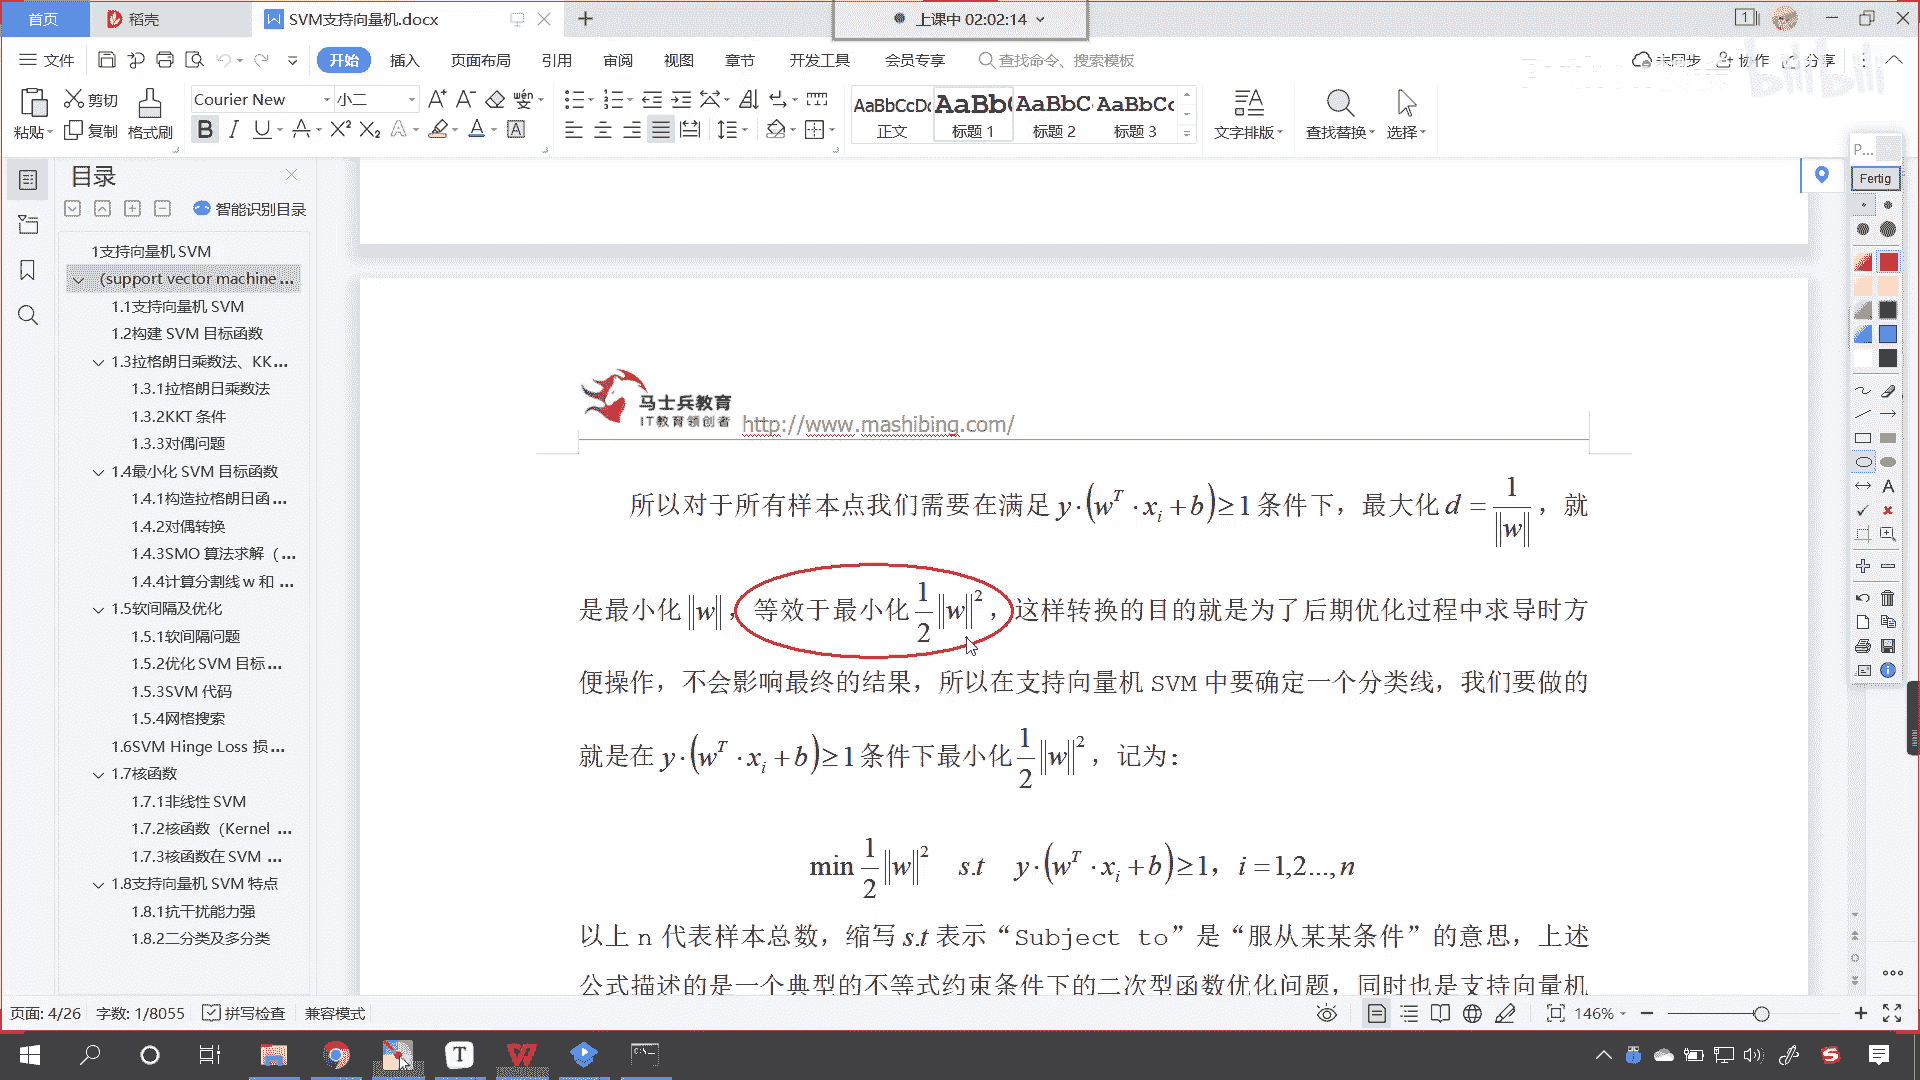 首页
稻壳
SVM支持向量机.docx
上课中 02:02:14
文件
开始
插入
页面布局
引用
审阅
视图
章节
开发工具
会员专享
查找命令、搜索模板
未同步
协作
分享
bilibili
粘贴
剪切
复制
格式刷
Courier New
小二
AaBbCcDd
正文
AaBb(
标题 1
AaBbC
标题 2
AaBbCc
标题 3
文字排版
查找替换
选择
目录
智能识别目录
1支持向量机 SVM
(support vector machine ...
1.1支持向量机 SVM
1.2构建 SVM 目标函数
1.3拉格朗日乘数法、KK...
1.3.1拉格朗日乘数法
1.3.2KKT 条件
1.3.3对偶问题
1.4最小化 SVM 目标函数
1.4.1构造拉格朗日函 ...
1.4.2对偶转换
1.4.3SMO 算法求解（ ...
1.4.4计算分割线 w 和 ...
1.5软间隔及优化
1.5.1软间隔问题
1.5.2优化 SVM 目标...
1.5.3SVM 代码
1.5.4网格搜索
1.6SVM Hinge Loss 损...
1.7核函数
1.7.1非线性 SVM
1.7.2核函数（Kernel ...
1.7.3核函数在 SVM ...
1.8支持向量机 SVM 特点
1.8.1抗干扰能力强
1.8.2二分类及多分类
马士兵教育
IT教育领创者
http://www.mashibing.com/
所以对于所有样本点我们需要在满足 y·(w^T·x_i+b)≥1 条件下，最大化 d = 1/||w|| ，就
是最小化 ||w||，等效于最小化 1/2 ||w||^2，这样转换的目的就是为了后期优化过程中求导时方
便操作，不会影响最终的结果，所以在支持向量机 SVM 中要确定一个分类线，我们要做的
就是在 y·(w^T·x_i+b)≥1 条件下最小化 1/2 ||w||^2 ，记为：
min 1/2 ||w||^2 s.t y·(w^T·x_i+b)≥1，i=1,2...,n
以上 n 代表样本总数，缩写 s.t 表示“Subject to”是“服从某某条件”的意思，上述
公式描述的是一个典型的不等式约束条件下的二次型函数优化问题，同时也是支持向量机
P...
Fertig
页面: 4/26
字数: 1/8055
拼写检查
兼容模式
146%